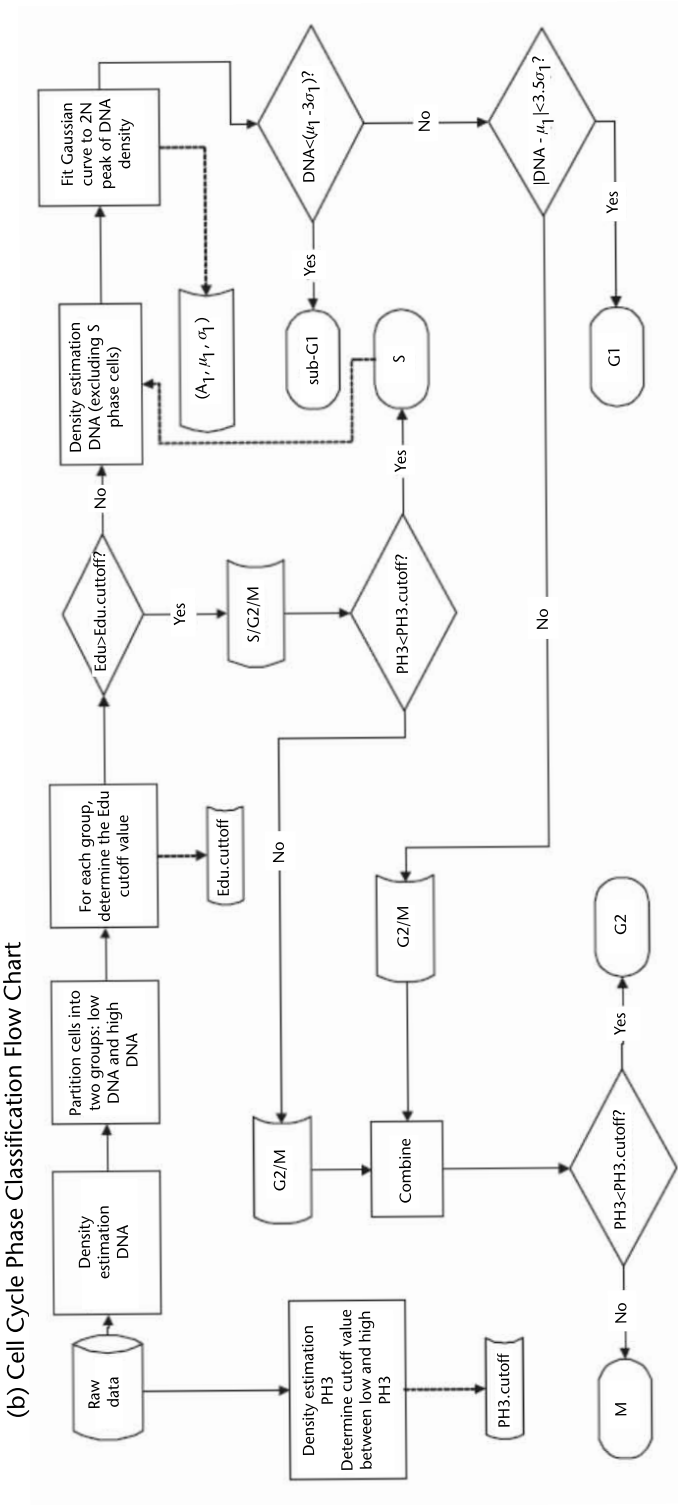 (b) Cell Cycle Phase Classification Flow Chart
Raw
data
Density
estimation
DNA
Partition cells into
two groups: low
DNA and high
DNA
For each group,
determine the Edu
cutoff value
Edu.cuttoff
Edu>Edu.cuttoff?
No
Yes
Density estimation
DNA (excluding S
phase cells)
Fit Gaussian
curve to 2N
peak of DNA
density
(A₁, μ₁, σ₁)
DNA<(μ₁ -3σ₁)?
Yes
sub-G1
No
|DNA - μ₁|<3.5σ₁?
Yes
G1
No
S/G2/M
PH3<PH3.cutoff?
Yes
S
No
G2/M
G2/M
Combine
PH3<PH3.cutoff?
Yes
G2
No
M
Density estimation
PH3
Determine cutoff value
between low and high
PH3
PH3.cutoff